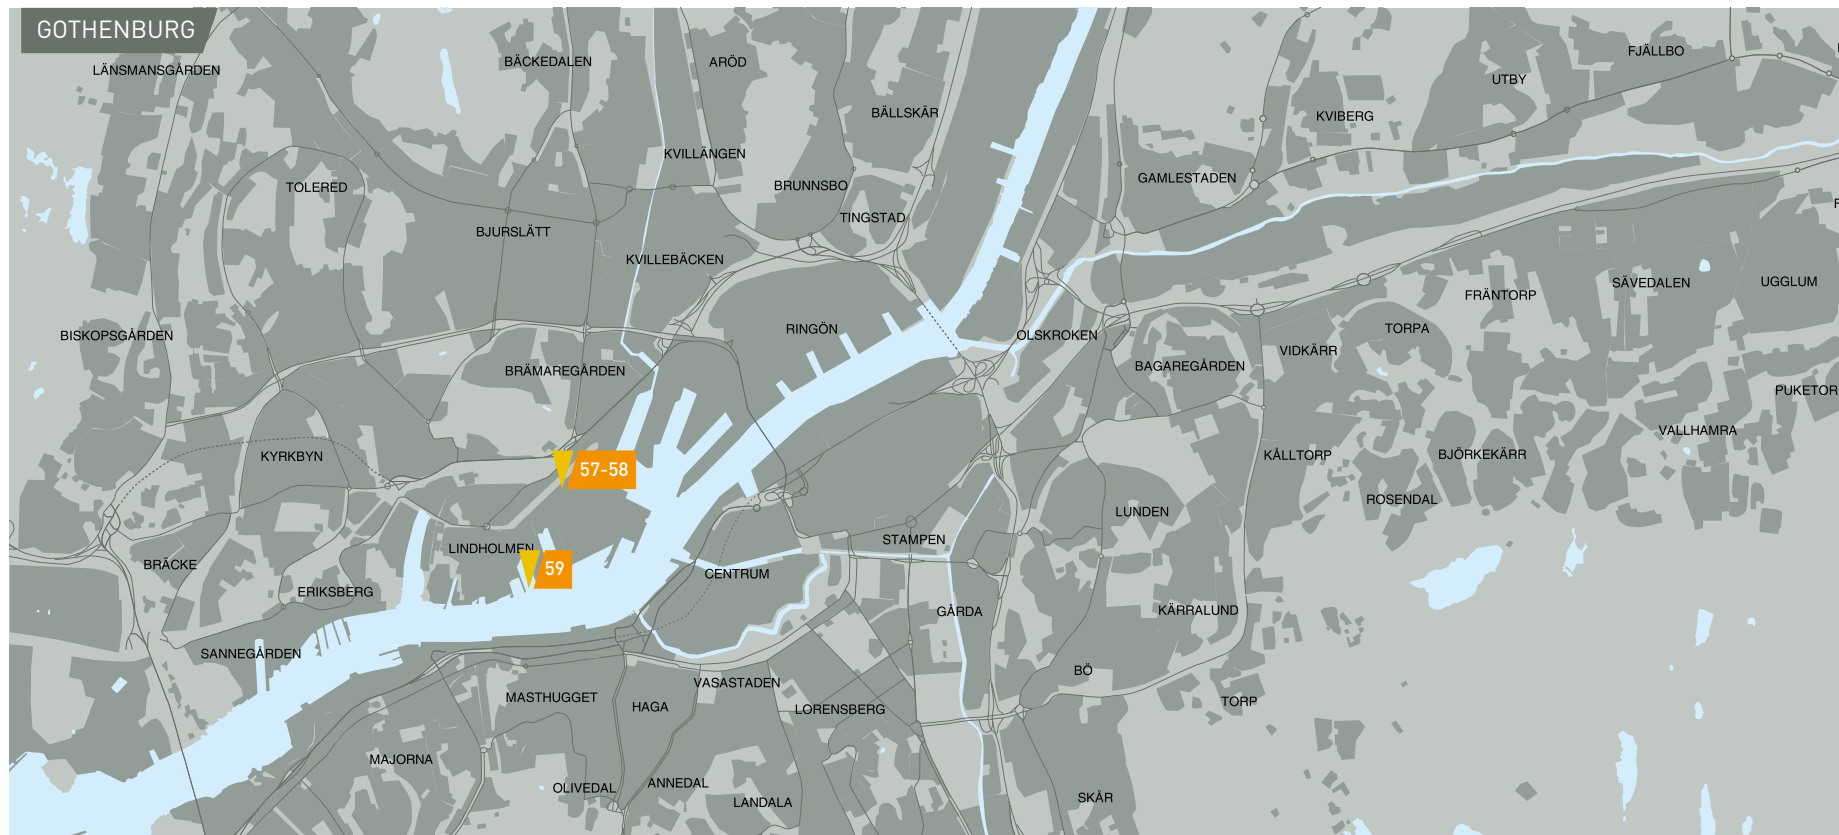 GOTHENBURG
LÄNSMANSGÅRDEN
BÄCKEDALEN
ARÖD
FJÄLLBO
UTBY
BÄLLSKÄR
KVIBERG
KVILLÄNGEN
TOLERED
BRUNNSBO
GAMLESTADEN
TINGSTAD
BJURSLÄTT
KVILLEBÄCKEN
FRÄNTORP
SÄVEDALEN
UGGLUM
BISKOPSGÅRDEN
RINGÖN
OLSKROKEN
TORPA
BRÄMAREGÅRDEN
BAGAREGÅRDEN
VIDKÄRR
PUKETOR
KYRKBYN
KÅLLTORP
BJÖRKEKÄRR
VALLHAMRA
57-58
ROSENDAL
LUNDEN
LINDHOLMEN
STAMPEN
BRÄCKE
59
CENTRUM
ERIKSBERG
GÅRDA
KÄRRALUND
SANNEGÅRDEN
BÖ
MASTHUGGET
HAGA
VASASTADEN
LORENSBERG
TORP
MAJORNA
OLIVEDAL
ANNEDAL
LANDALA
SKÅR